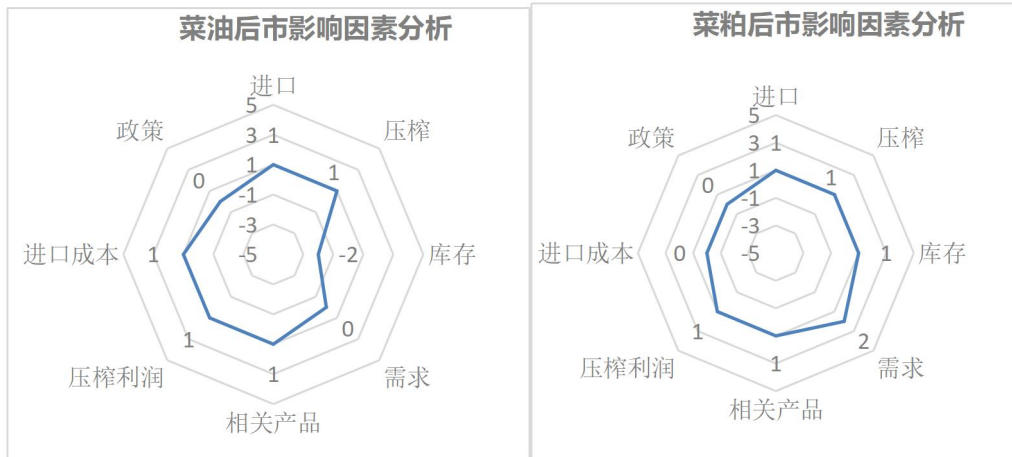 菜油后市影响因素分析
进口
压榨
库存
需求
相关产品
压榨利润
进口成本
政策
5
3
1
-1
-3
-5
1
1
-2
0
1
1
1
0
菜粕后市影响因素分析
进口
压榨
库存
需求
相关产品
压榨利润
进口成本
政策
5
3
1
-1
-3
-5
1
1
1
2
1
1
0
0